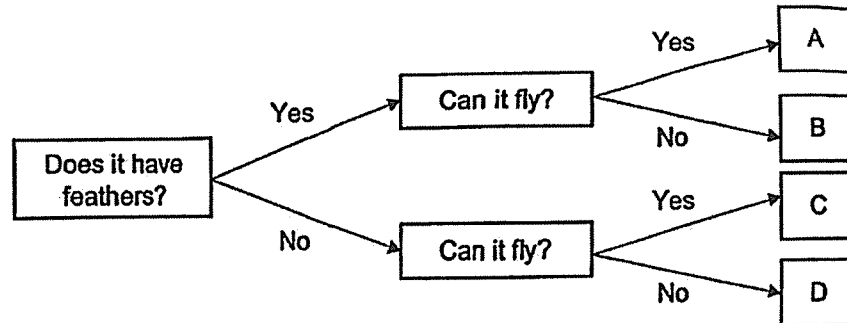 Yes
A
Can it fly?
Yes
No
B
Does it have
feathers?
Yes
C
No
Can it fly?
No
D